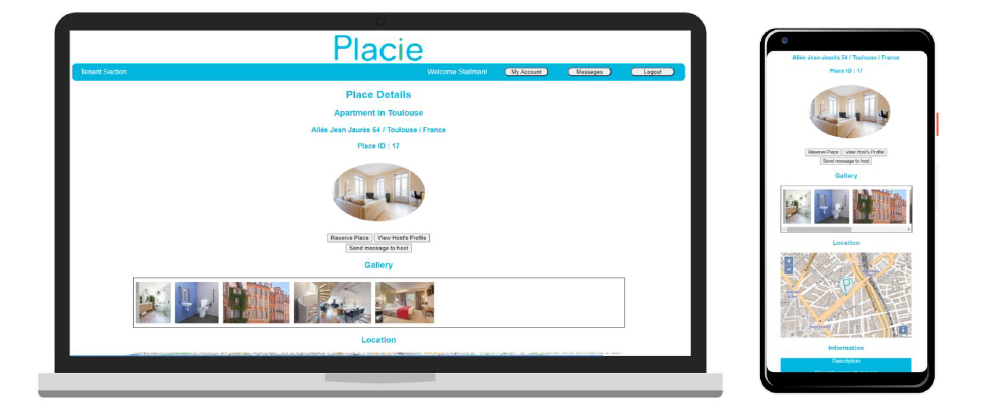 Placie
Tenant Section
Welcome Stallman!
My Account
Messages
Logout
Place Details
Apartment in Toulouse
Allée Jean Jaurès 54 / Toulouse / France
Place ID : 17
Reserve Place
View Host's Profile
Send message to host
Gallery
Location
Allée Jean Jaurès 54 / Toulouse / France
Place ID : 17
Reserve Place
View Host's Profile
Send message to host
Gallery
Location
Information
Description